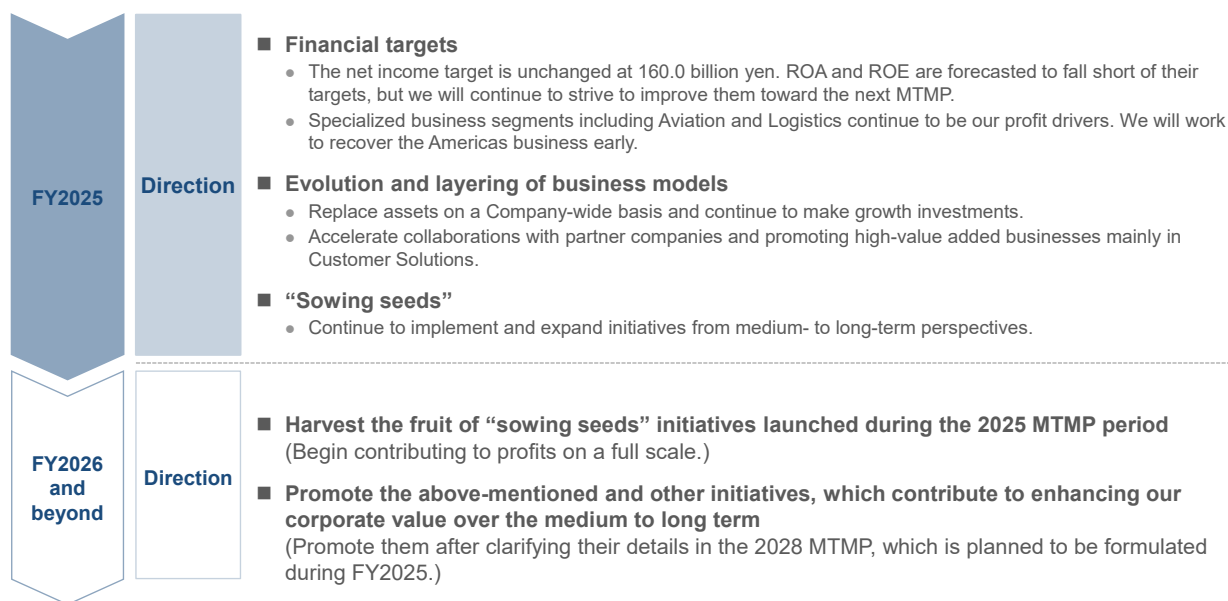 FY2025
Direction
■ Financial targets
● The net income target is unchanged at 160.0 billion yen. ROA and ROE are forecasted to fall short of their
targets, but we will continue to strive to improve them toward the next MTMP.
● Specialized business segments including Aviation and Logistics continue to be our profit drivers. We will work
to recover the Americas business early.
■ Evolution and layering of business models
● Replace assets on a Company-wide basis and continue to make growth investments.
● Accelerate collaborations with partner companies and promoting high-value added businesses mainly in
Customer Solutions.
■ “Sowing seeds”
● Continue to implement and expand initiatives from medium- to long-term perspectives.
FY2026
and
beyond
Direction
■ Harvest the fruit of “sowing seeds” initiatives launched during the 2025 MTMP period
(Begin contributing to profits on a full scale.)
■ Promote the above-mentioned and other initiatives, which contribute to enhancing our
corporate value over the medium to long term
(Promote them after clarifying their details in the 2028 MTMP, which is planned to be formulated
during FY2025.)